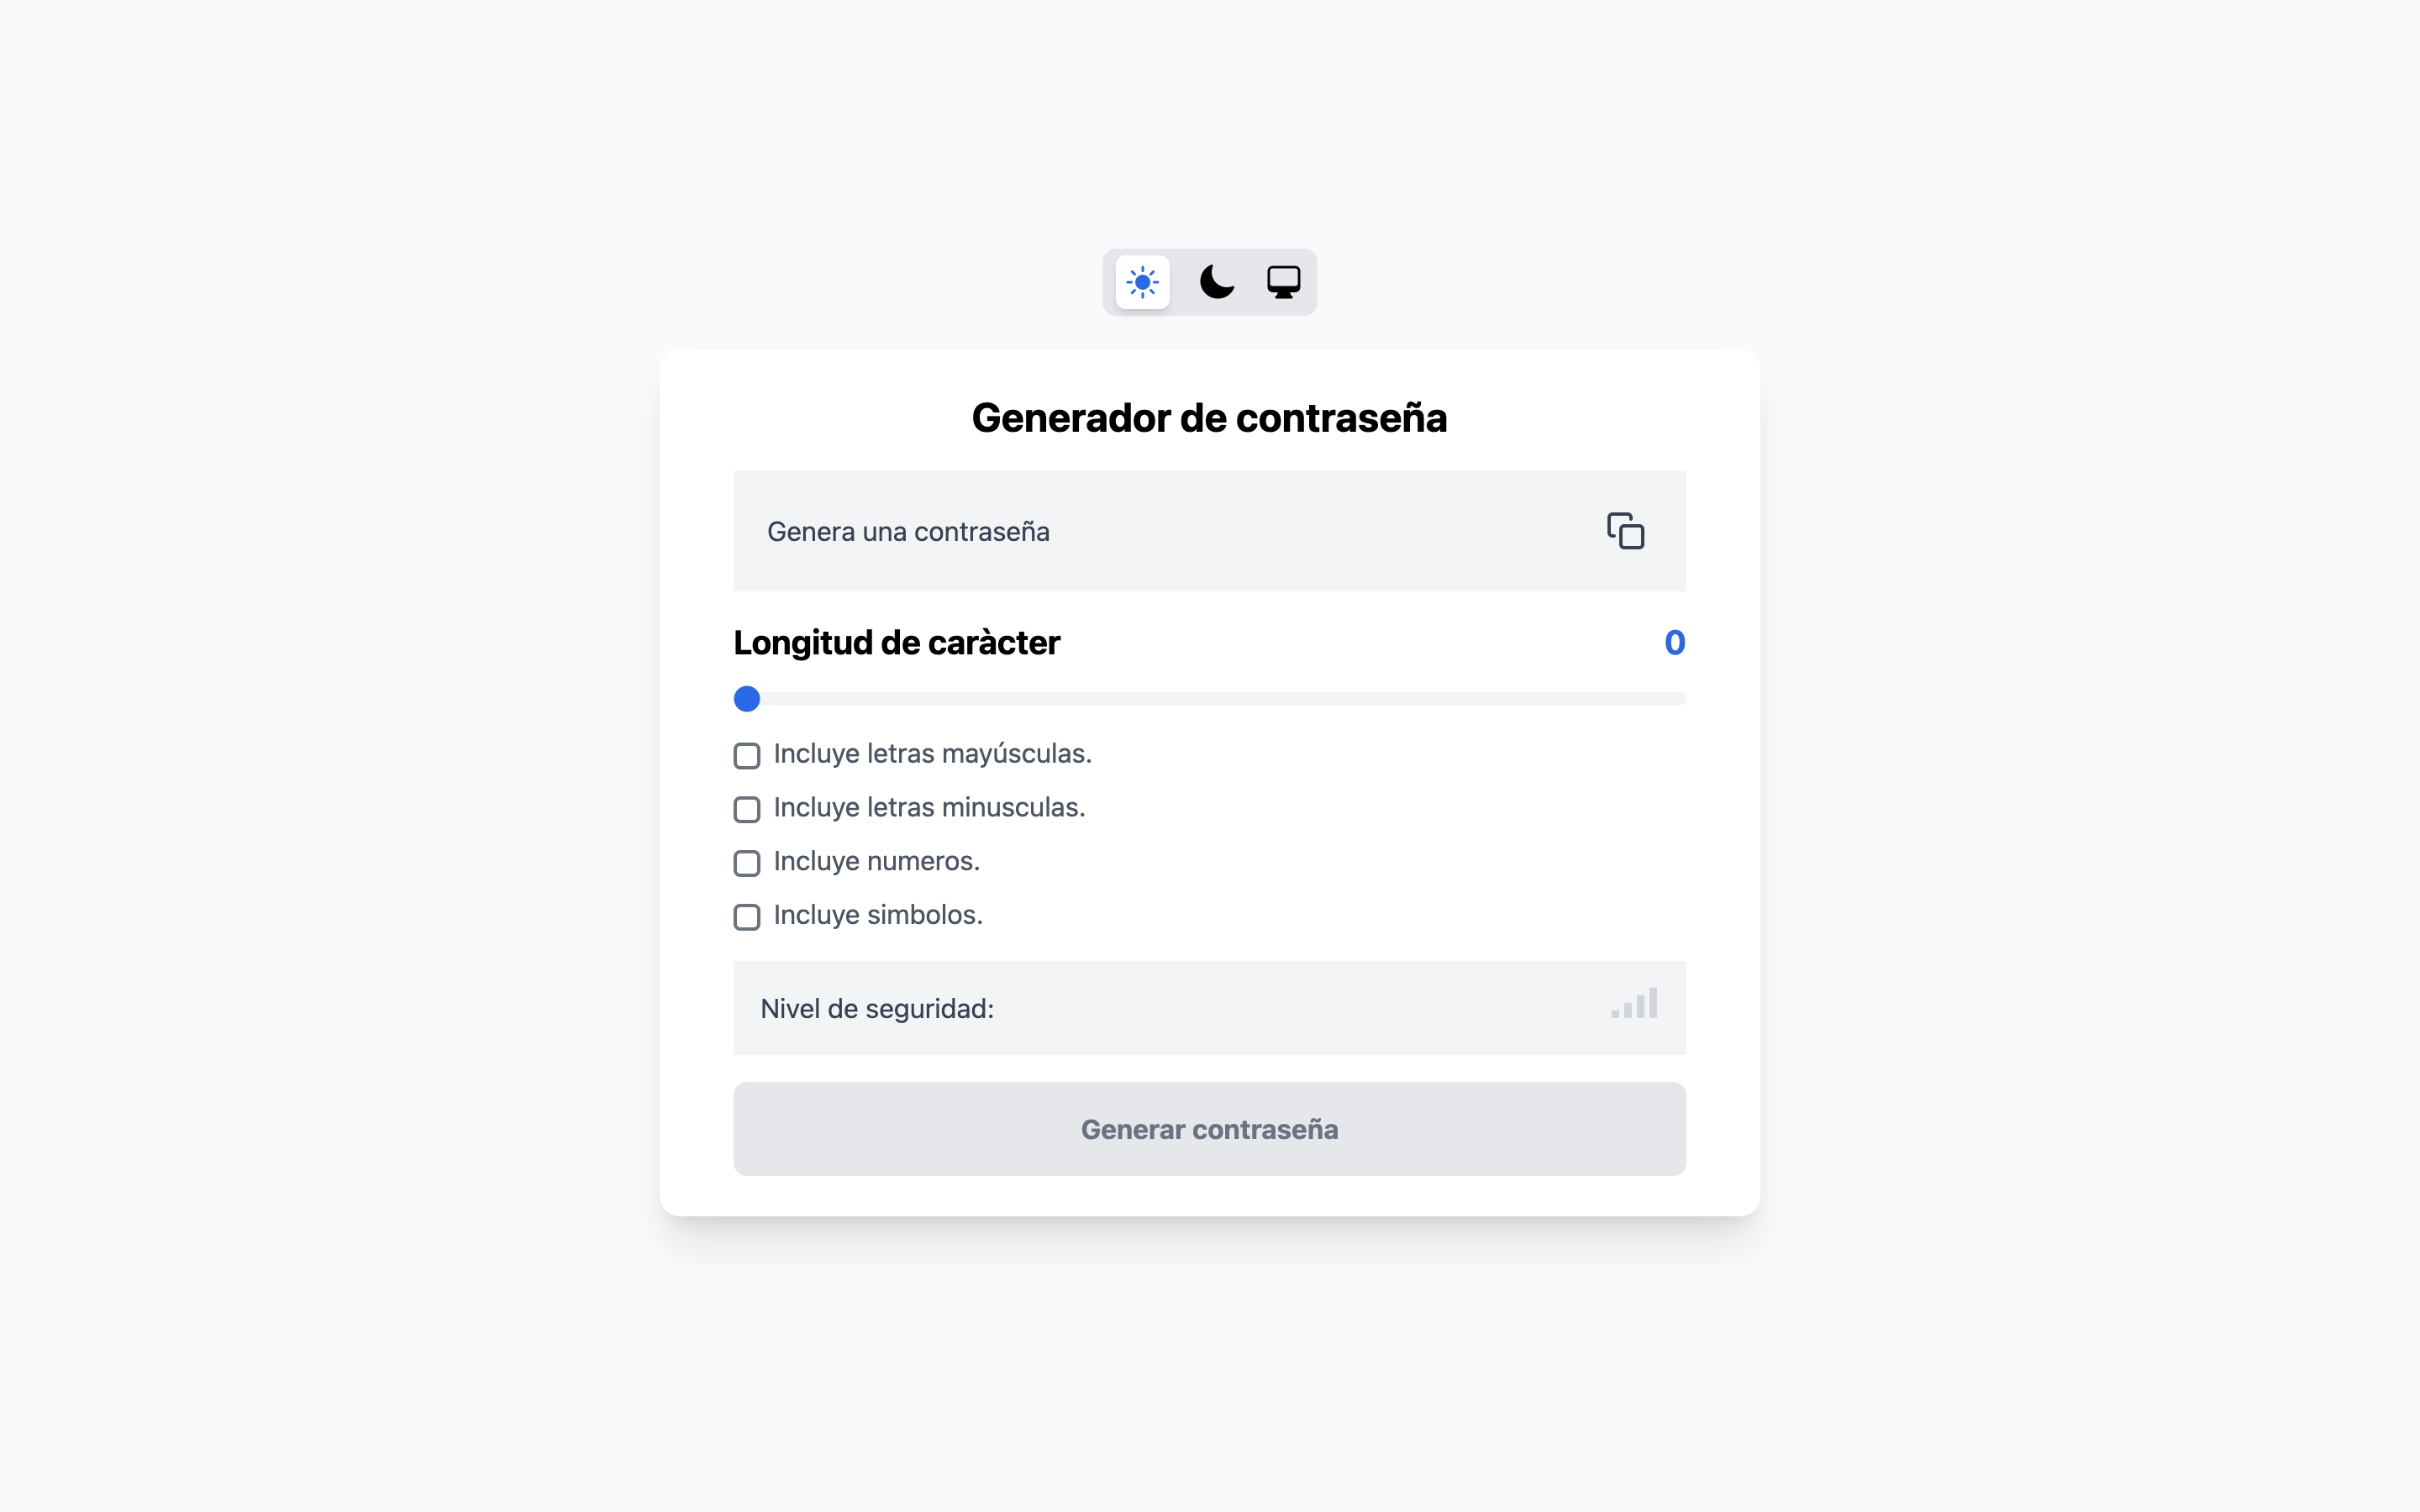 Generador de contraseña
Genera una contraseña
Longitud de caràcter 0
Incluye letras mayúsculas.
Incluye letras minusculas.
Incluye numeros.
Incluye simbolos.
Nivel de seguridad:
Generar contraseña